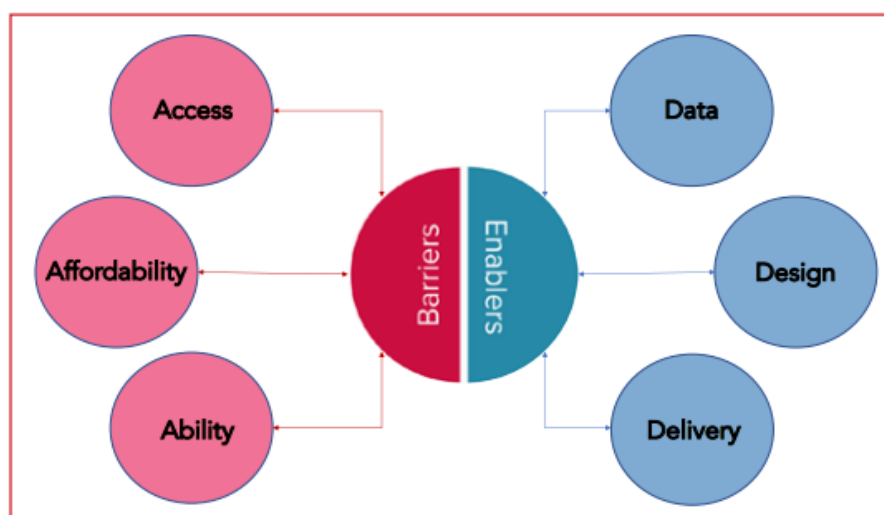 Access
Affordability
Ability
Barriers
Enablers
Data
Design
Delivery